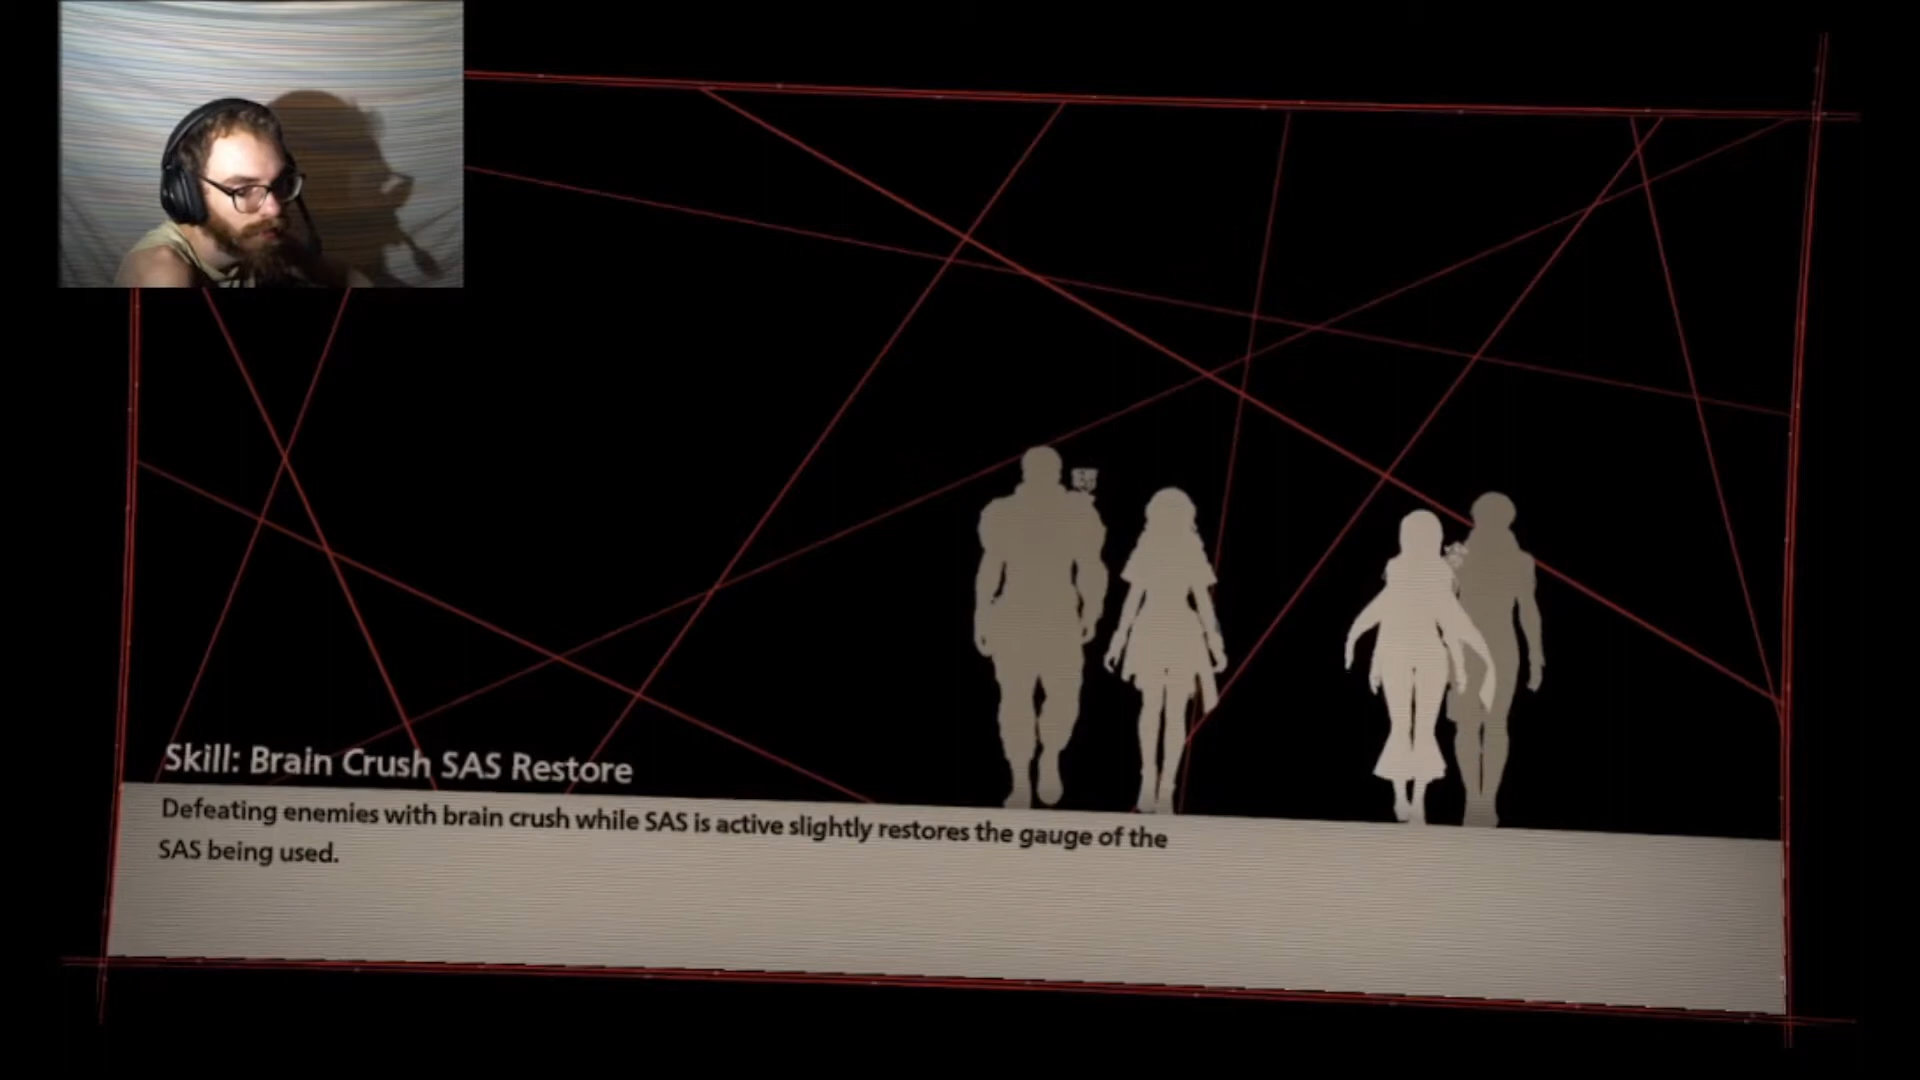 Skill: Brain Crush SAS Restore
Defeating enemies with brain crush while SAS is active slightly restores the gauge of the
SAS being used.